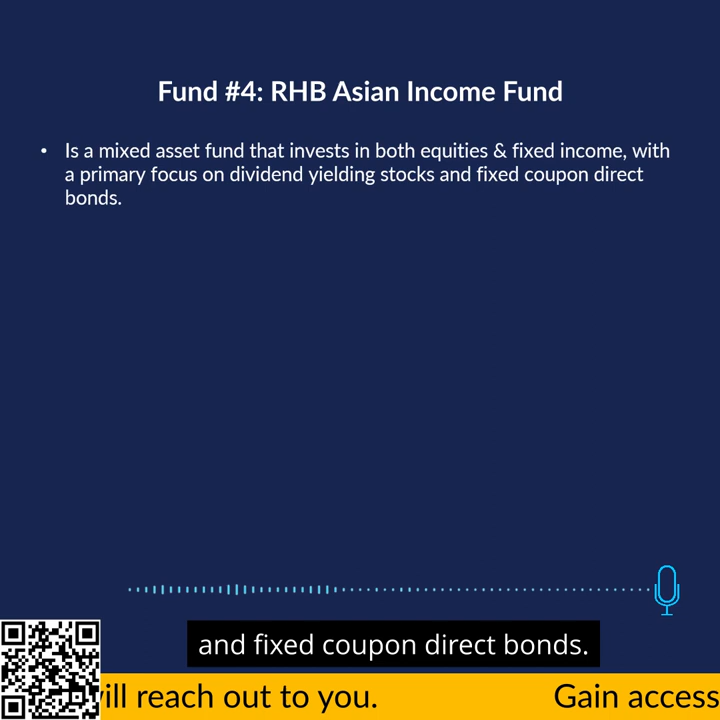 Fund #4: RHB Asian Income Fund
• Is a mixed asset fund that invests in both equities & fixed income, with
a primary focus on dividend yielding stocks and fixed coupon direct
bonds.
and fixed coupon direct bonds.
will reach out to you. Gain access